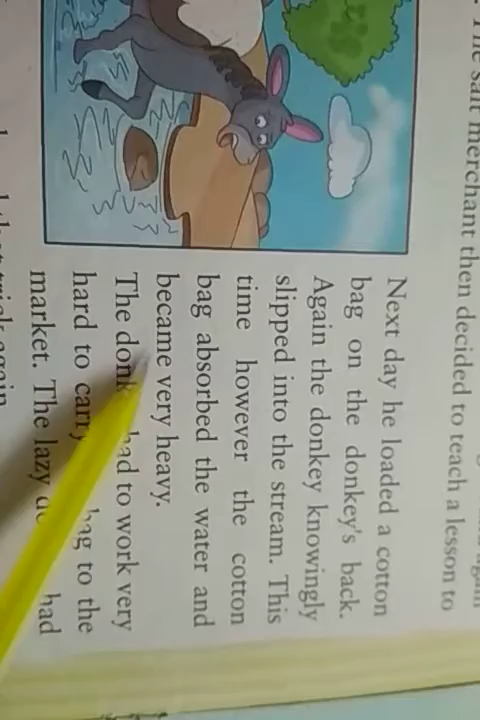 The salt merchant then decided to teach a lesson to
Next day he loaded a cotton
bag on the donkey's back.
Again the donkey knowingly
slipped into the stream. This
time however the cotton
bag absorbed the water and
became very heavy.
The had to work very
hard to carry bag to the
market. The lazy had
again